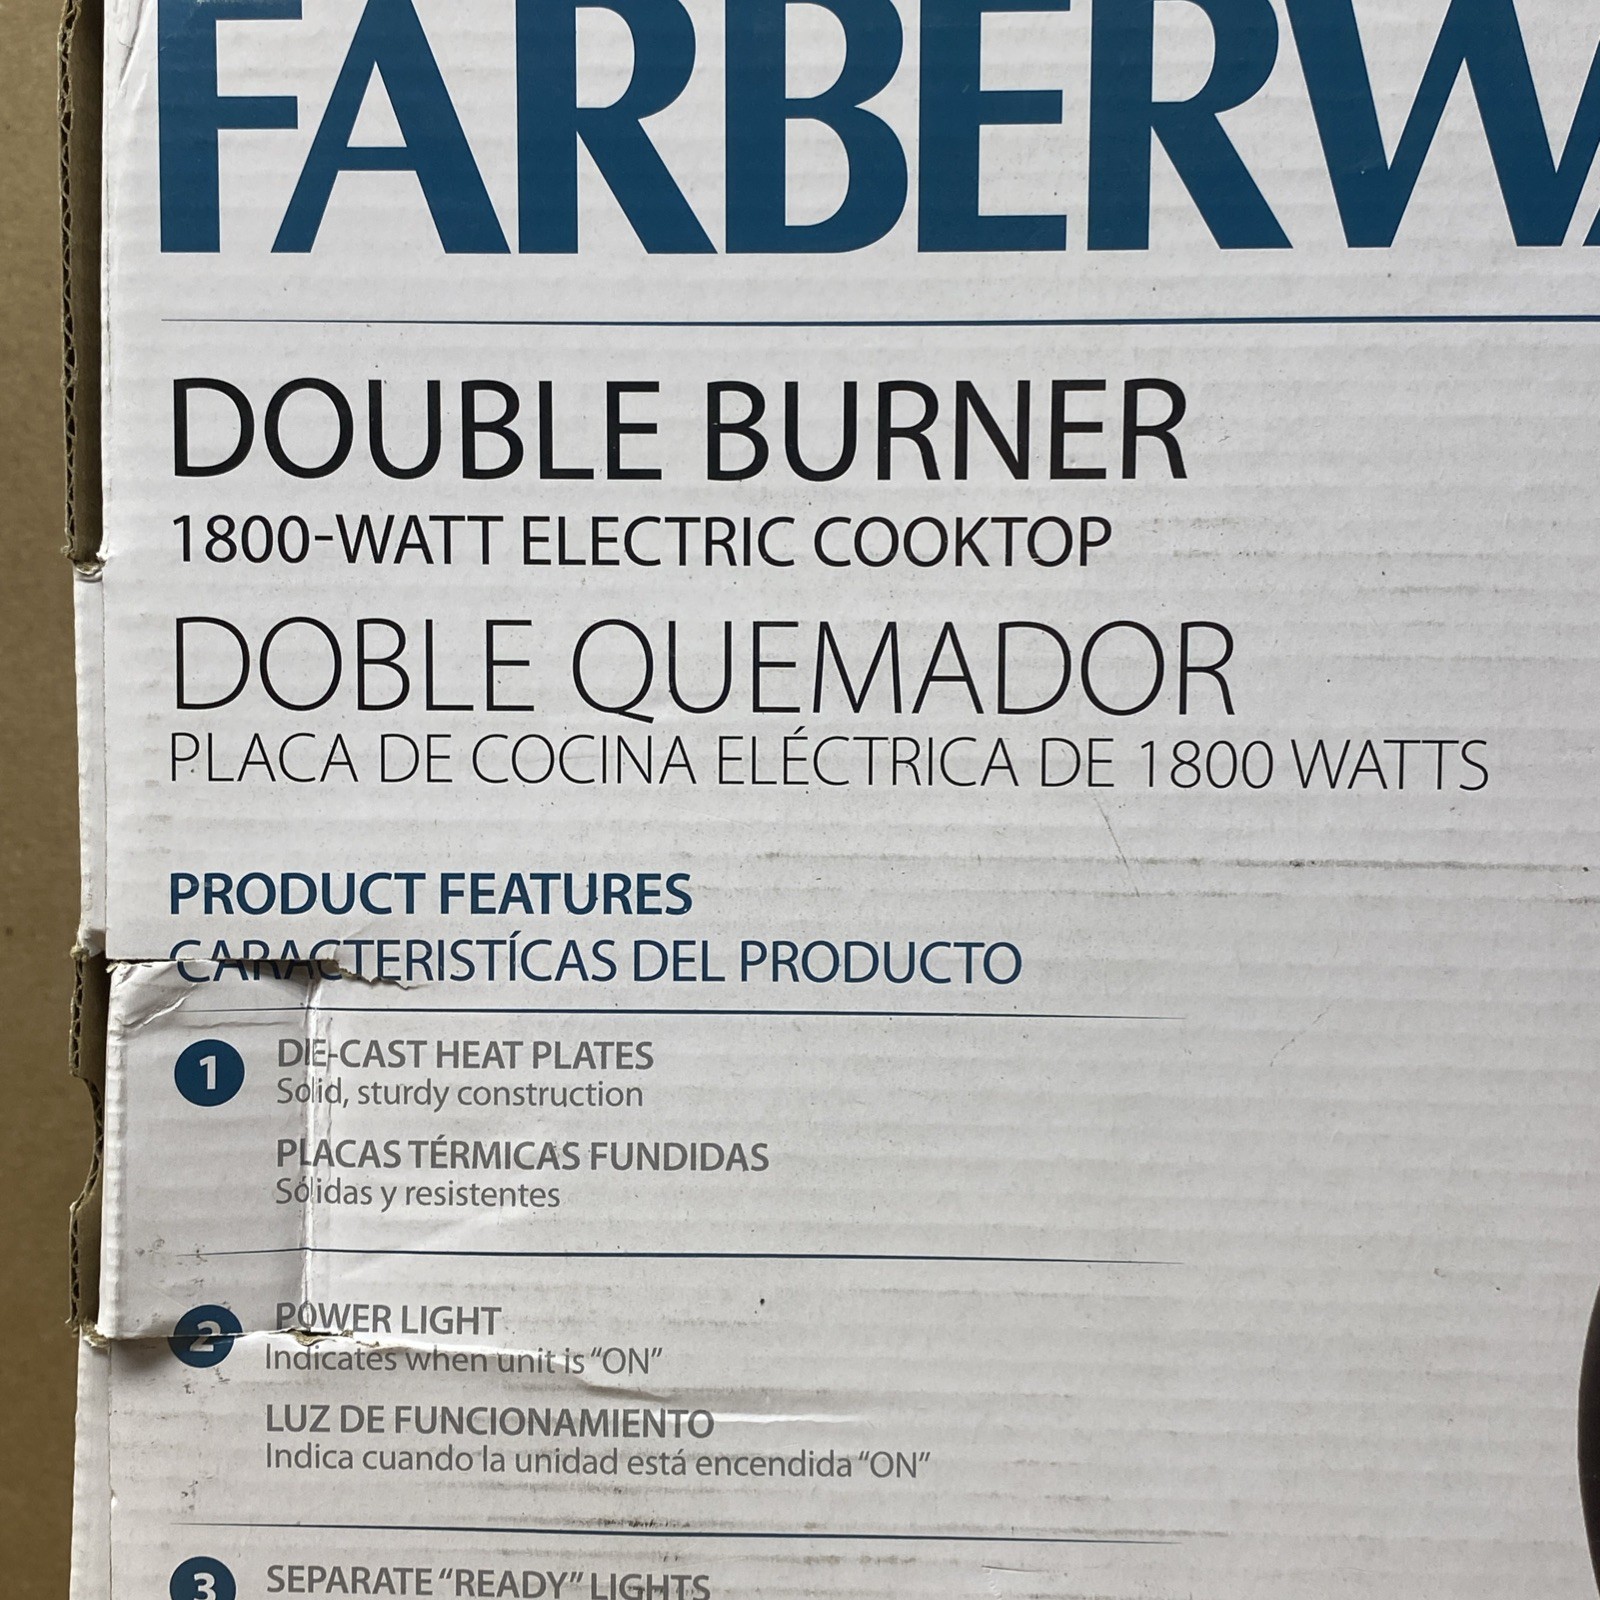 FARBERWA
DOUBLE BURNER
1800-WATT ELECTRIC COOKTOP
DOBLE QUEMADOR
PLACA DE COCINA ELÉCTRICA DE 1800 WATTS
PRODUCT FEATURES
CARACTERISTÍCAS DEL PRODUCTO
1 DIE-CAST HEAT PLATES
Solid, sturdy construction
PLACAS TÉRMICAS FUNDIDAS
Sólidas y resistentes
2 POWER LIGHT
Indicates when unit is “ON”
LUZ DE FUNCIONAMIENTO
Indica cuando la unidad está encendida “ON”
3 SEPARATE “READY” LIGHTS